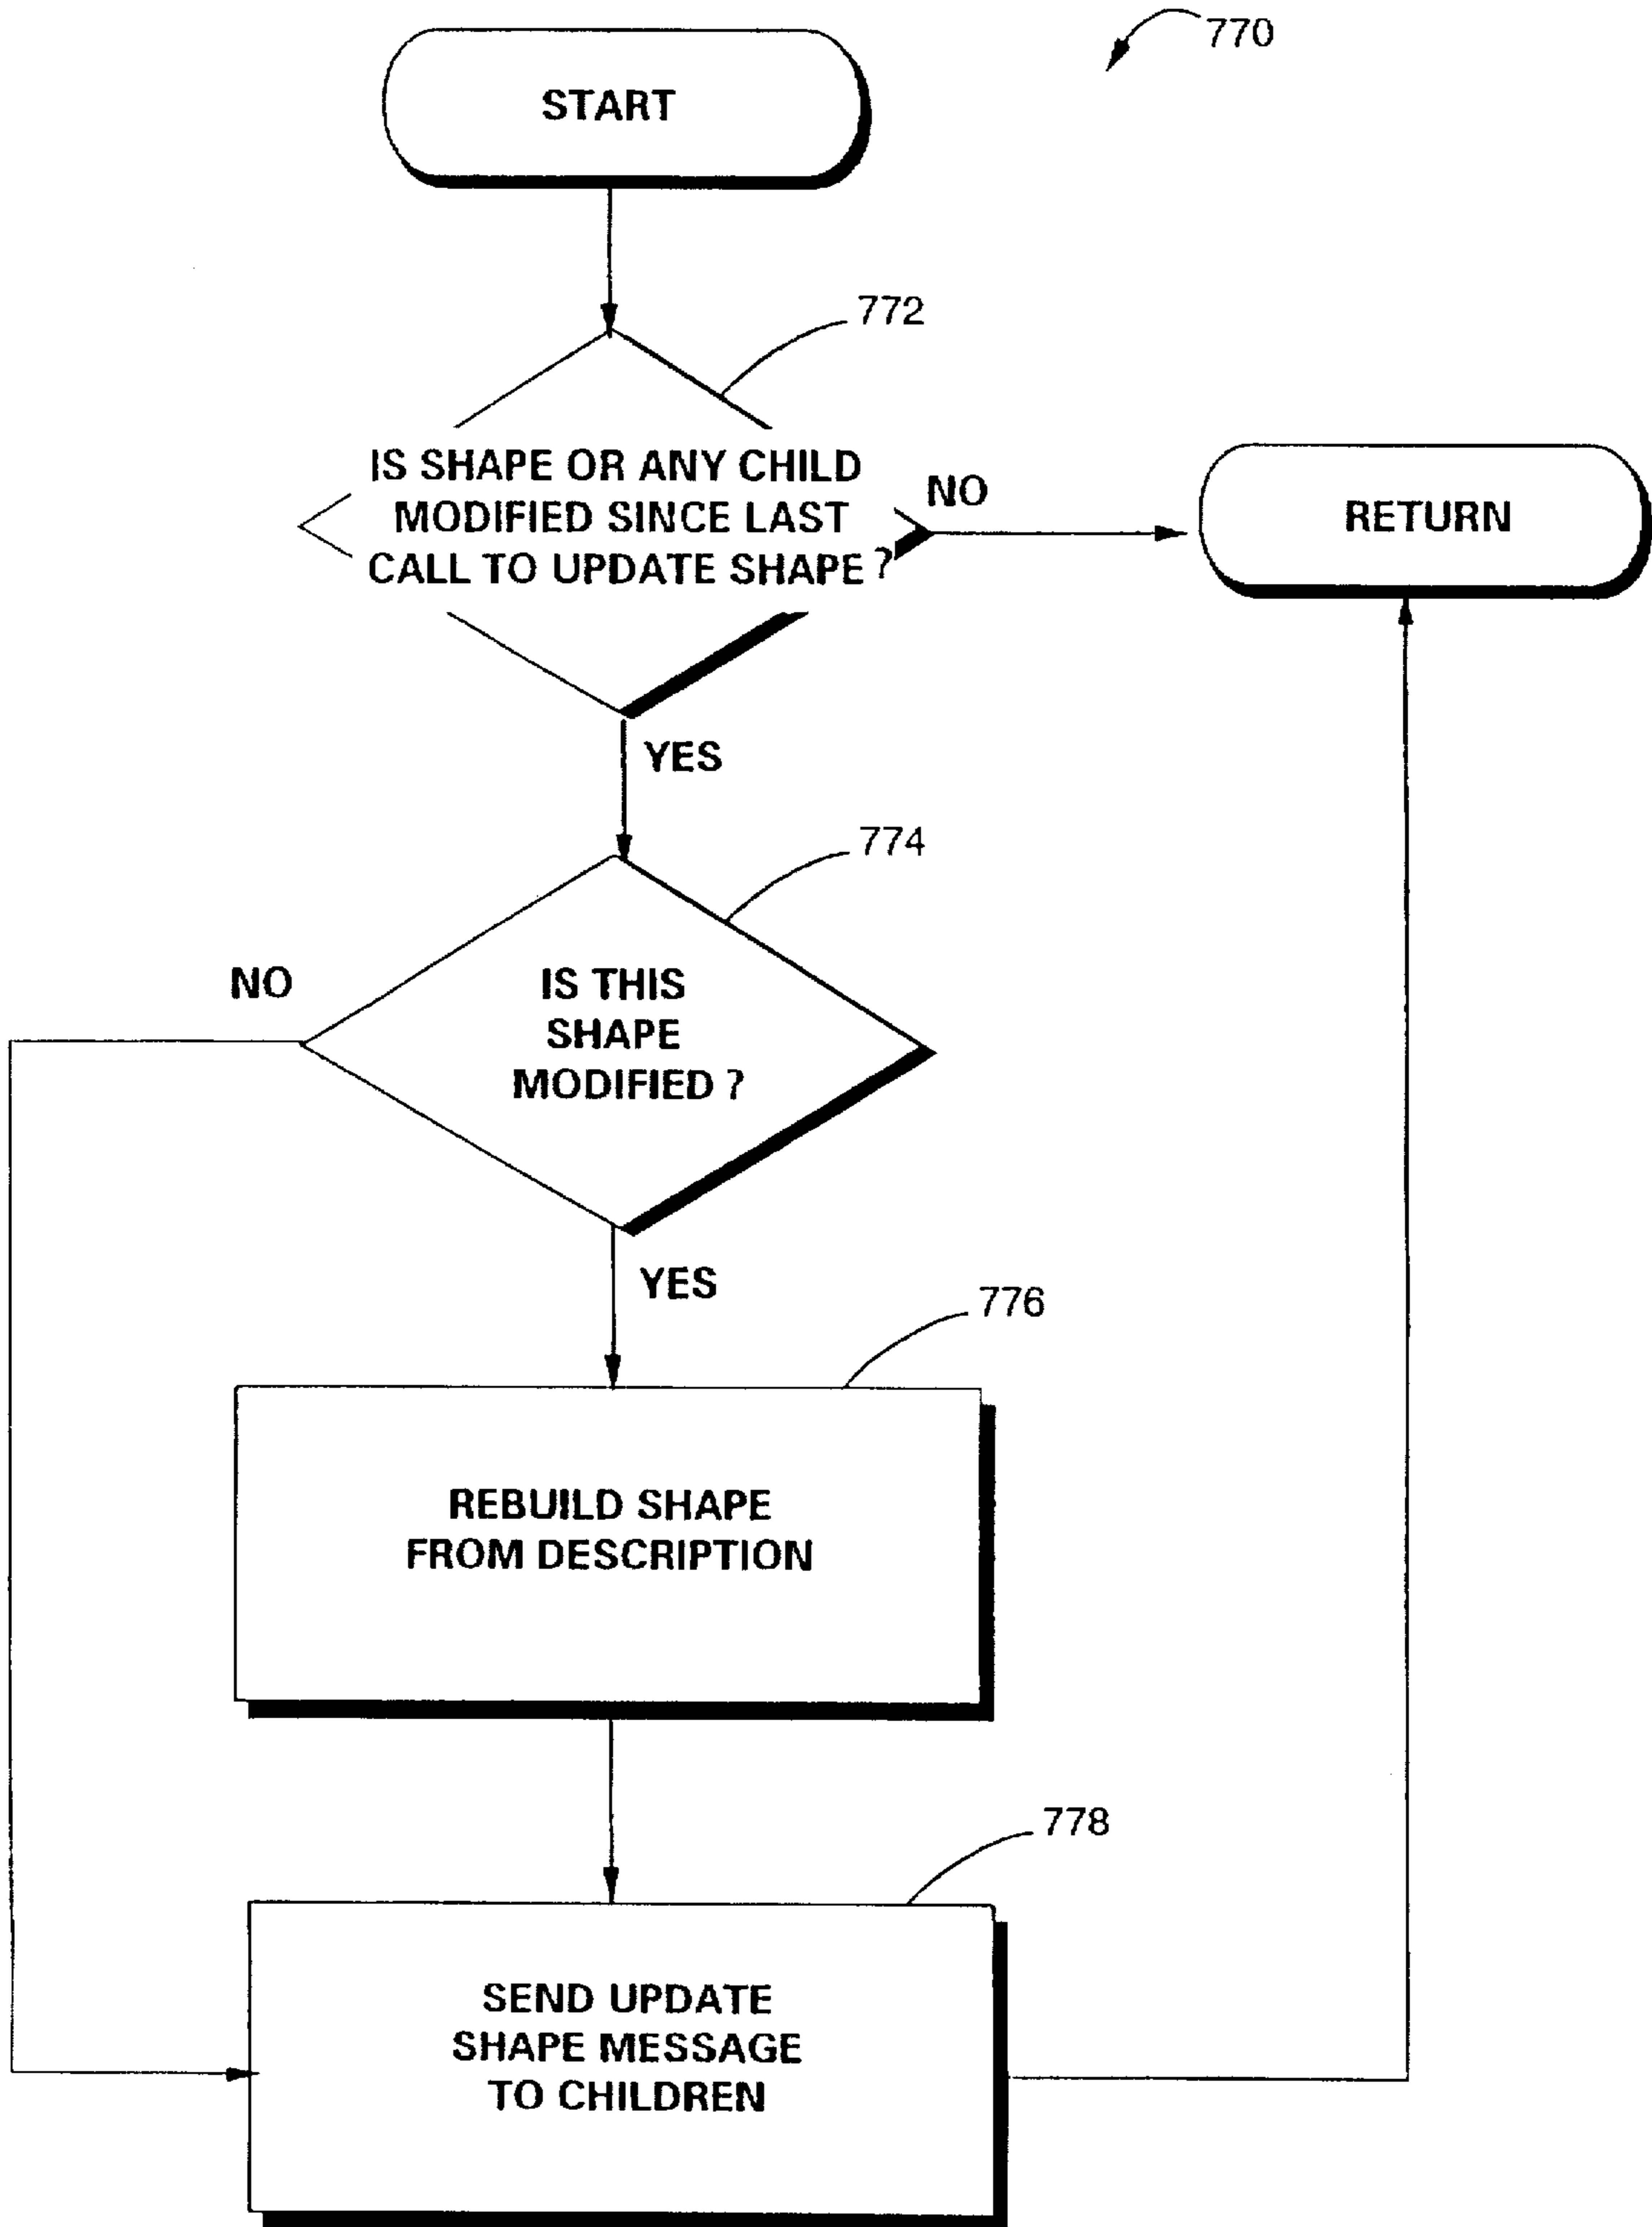 770
START
772
IS SHAPE OR ANY CHILD
MODIFIED SINCE LAST
CALL TO UPDATE SHAPE ?
NO
RETURN
YES
774
NO
IS THIS
SHAPE
MODIFIED ?
YES
776
REBUILD SHAPE
FROM DESCRIPTION
778
SEND UPDATE
SHAPE MESSAGE
TO CHILDREN